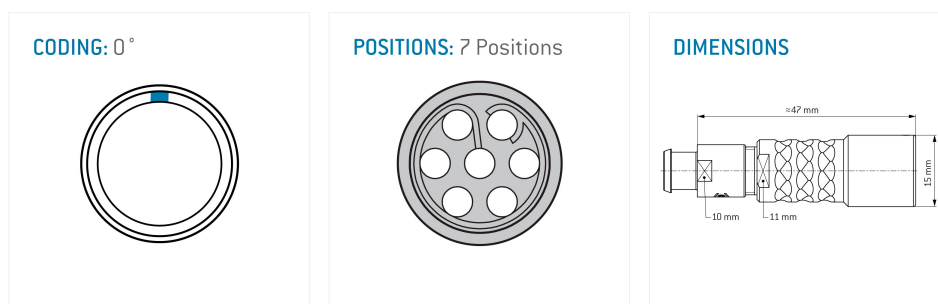 CODING: 0°
POSITIONS: 7 Positions
DIMENSIONS
≈47 mm
15 mm
10 mm
11 mm